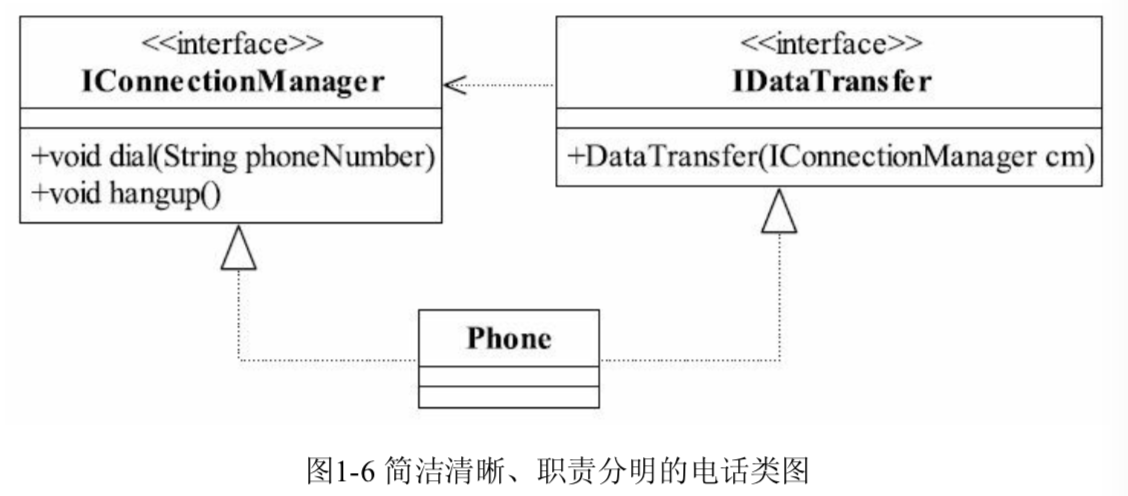 <<interface>>
IConnectionManager
+void dial(String phoneNumber)
+void hangup()
<<interface>>
IDataTransfer
+DataTransfer(IConnectionManager cm)
Phone
图1-6 简洁清晰、职责分明的电话类图